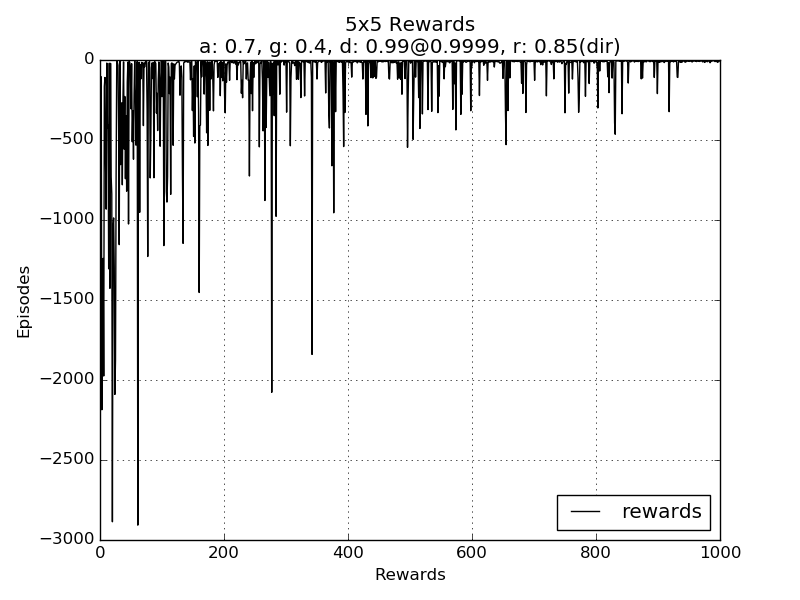 5x5 Rewards
a: 0.7, g: 0.4, d: 0.99@0.9999, r: 0.85(dir)
0
−500
−1000
−1500
−2000
−2500
−3000
Episodes
rewards
0 200 400 600 800 1000
Rewards